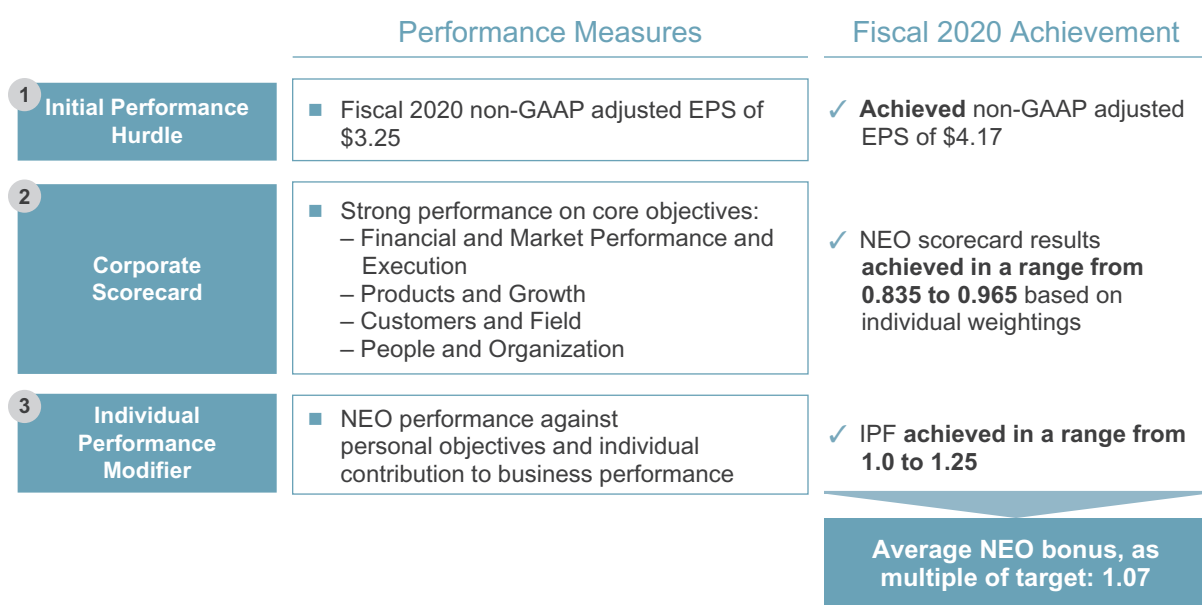 Performance Measures
Fiscal 2020 Achievement
1
Initial Performance
Hurdle
■ Fiscal 2020 non-GAAP adjusted EPS of
$3.25
✓ Achieved non-GAAP adjusted
EPS of $4.17
2
Corporate
Scorecard
■ Strong performance on core objectives:
– Financial and Market Performance and
Execution
– Products and Growth
– Customers and Field
– People and Organization
✓ NEO scorecard results
achieved in a range from
0.835 to 0.965 based on
individual weightings
3
Individual
Performance
Modifier
■ NEO performance against
personal objectives and individual
contribution to business performance
✓ IPF achieved in a range from
1.0 to 1.25
Average NEO bonus, as
multiple of target: 1.07